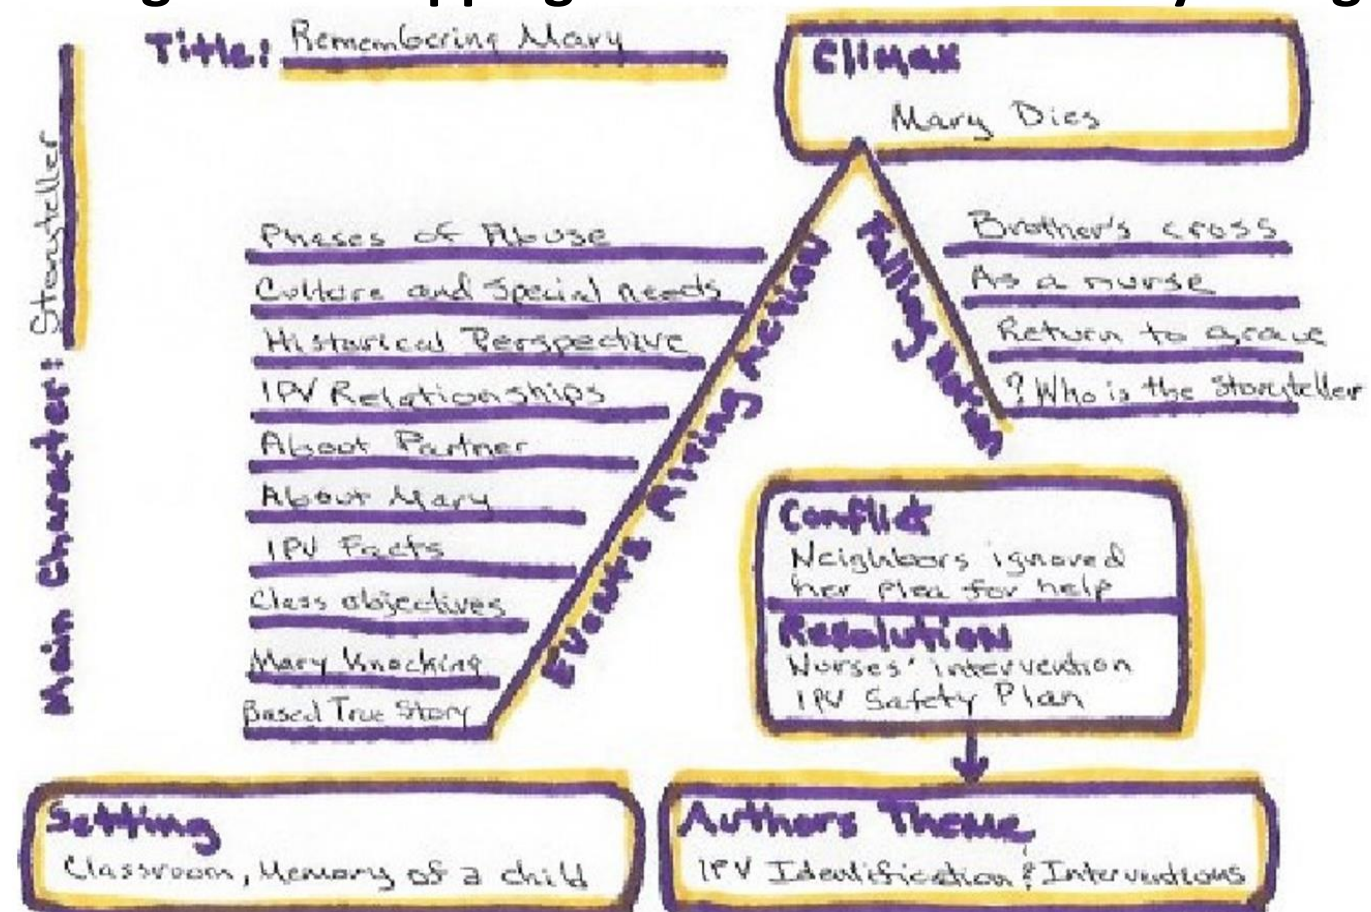 Title: Remembering Mary
Main Character: Storyteller
Climax
Mary Dies
Phases of Abuse
Culture and Special needs
Historical Perspective
IPV Relationships
About Partner
About Mary
IPV Facts
Class objectives
Mary Knocking
Based True Story
Events Rising Action
Falling Action
Brother's cross
As a nurse
Return to grave
? Who is the Storyteller
Conflict
Neighbors ignored
her plea for help
Resolution
Nurses' intervention
IPV Safety Plan
Setting
Classroom, Memory of a child
Authors Theme
IPV Identification & Interventions